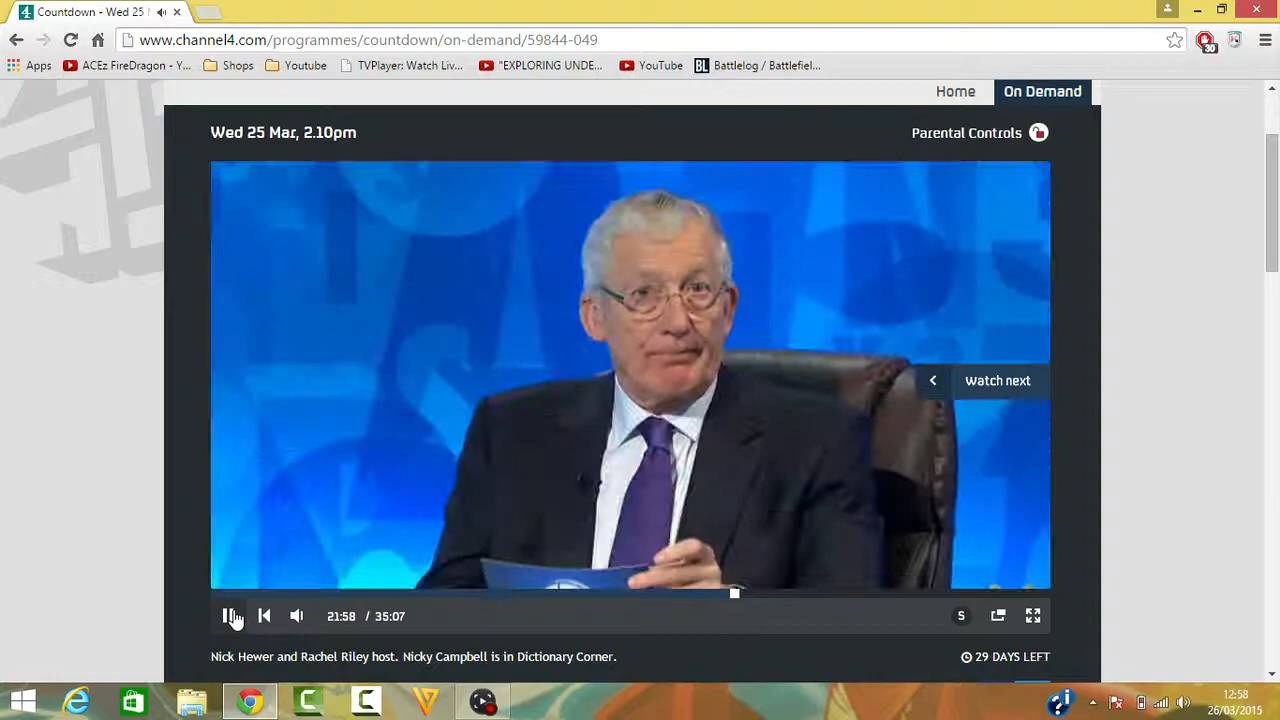 Countdown - Wed 25
www.channel4.com/programmes/countdown/on-demand/59844-049
30
Apps ACEz FireDragon - Y... Shops Youtube TVPlayer: Watch Liv... "EXPLORING UNDE... YouTube BL Battlelog / Battlefiel...
Home On Demand
Wed 25 Mar, 2.10pm Parental Controls
Watch next
21:58 / 35:07 S
Nick Hewer and Rachel Riley host. Nicky Campbell is in Dictionary Corner. 29 DAYS LEFT
12:58
26/03/2015